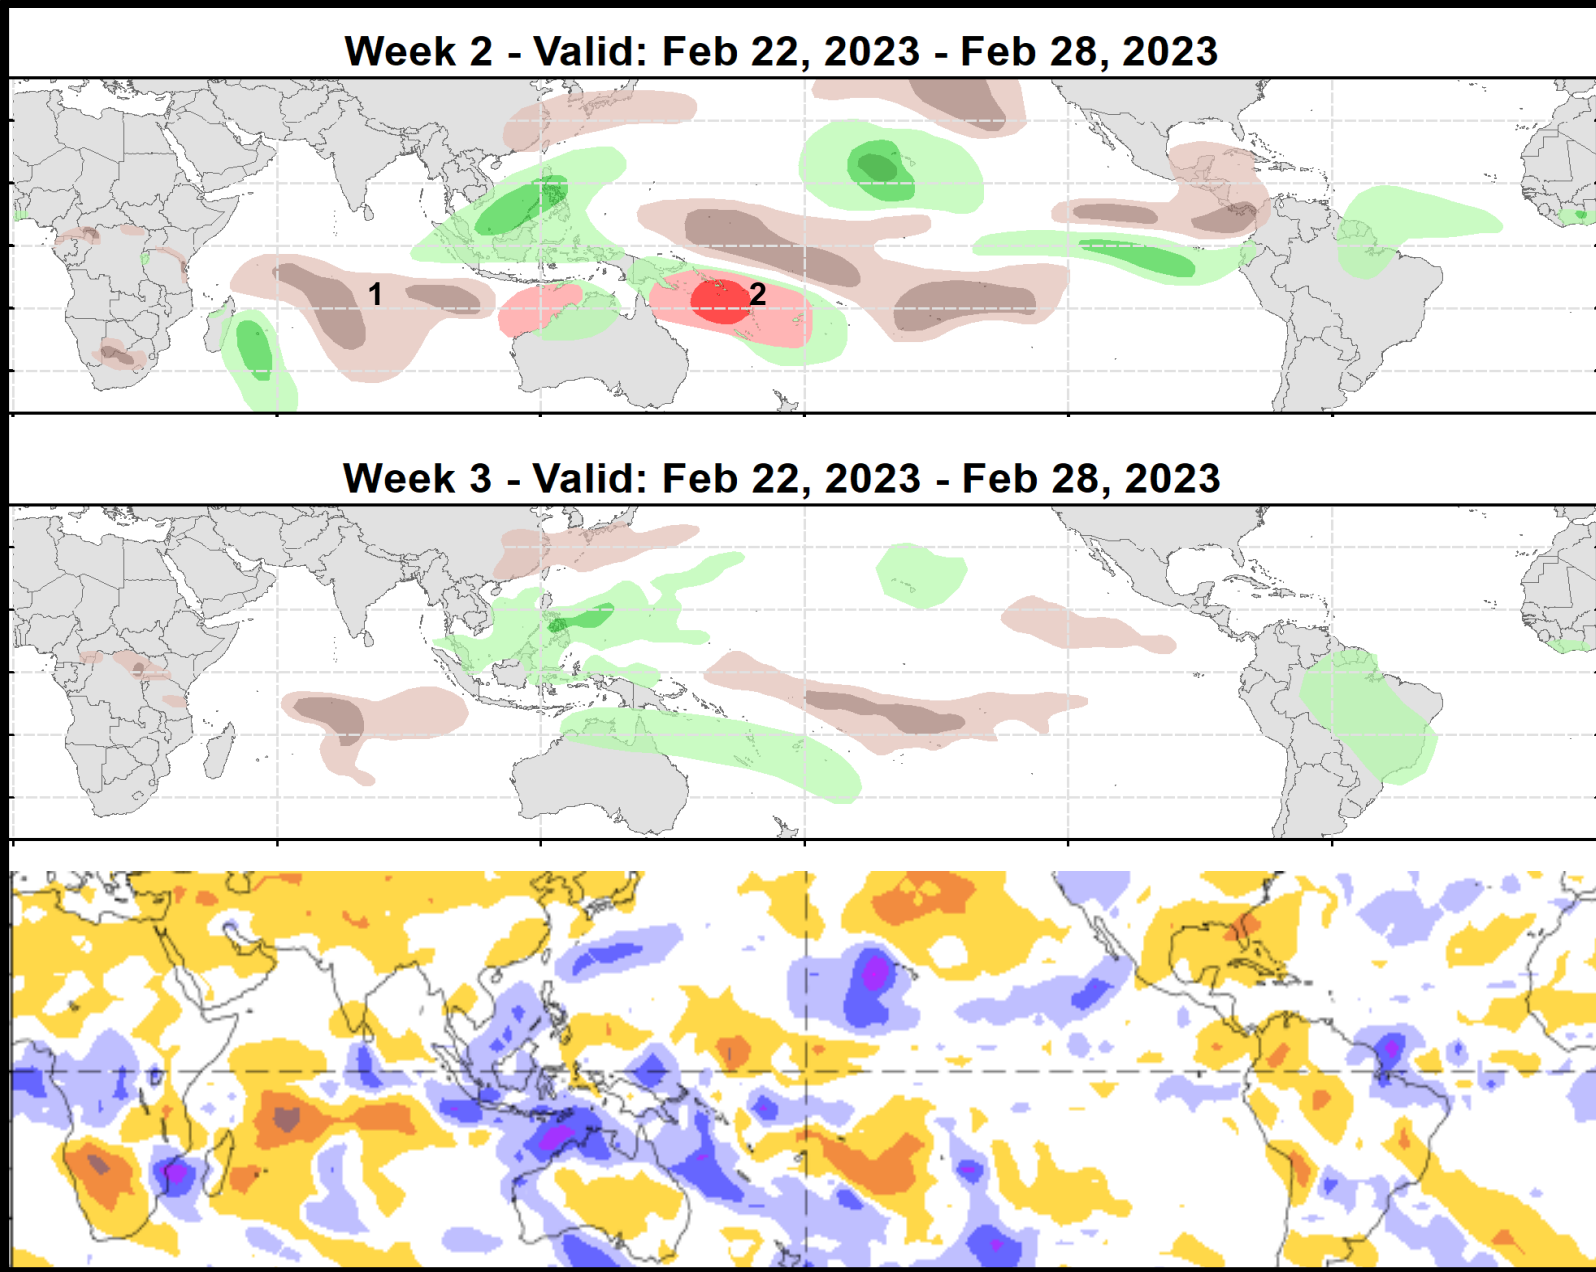 Week 2 - Valid: Feb 22, 2023 - Feb 28, 2023
1
2
Week 3 - Valid: Feb 22, 2023 - Feb 28, 2023